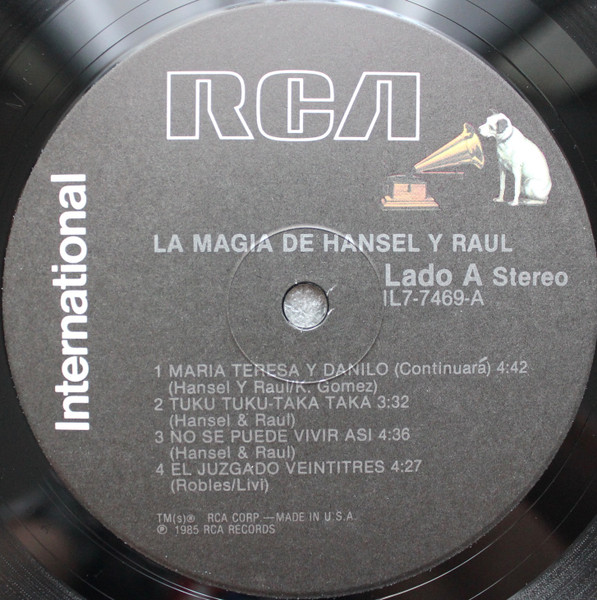 RCA
International
LA MAGIA DE HANSEL Y RAUL
Lado A Stereo
IL7-7469-A
1 MARIA TERESA Y DANILO (Continuará) 4:42
(Hansel Y Raul/K. Gomez)
2 TUKU TUKU-TAKA TAKA 3:32
(Hansel & Raul)
3 NO SE PUEDE VIVIR ASI 4:36
(Hansel & Raul)
4 EL JUZGADO VEINTITRES 4:27
(Robles/Livi)
TM(s)® RCA CORP.—MADE IN U.S.A.
℗ 1985 RCA RECORDS